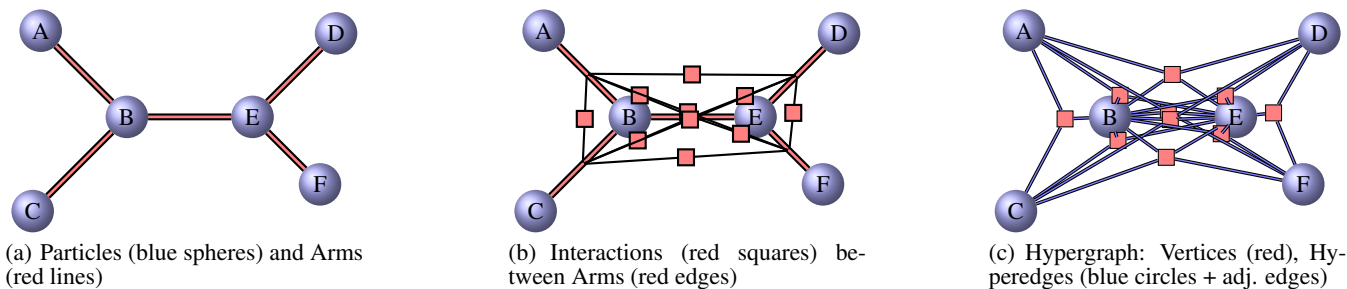 A
D
B
E
F
C
(a) Particles (blue spheres) and Arms
(red lines)
A
D
B
E
F
C
(b) Interactions (red squares) be-
tween Arms (red edges)
A
D
B
E
F
C
(c) Hypergraph: Vertices (red), Hy-
peredges (blue circles + adj. edges)